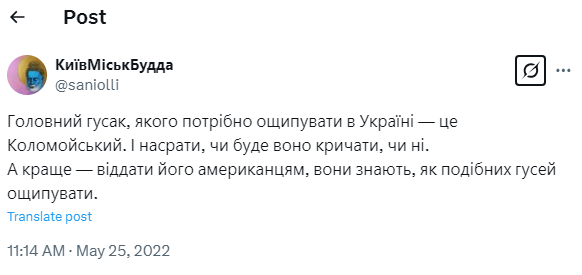 Post
КиївМіськБудда
@saniolli
Головний гусак, якого потрібно ощипувати в Україні — це
Коломойський. І насрати, чи буде воно кричати, чи ні.
А краще — віддати його американцям, вони знають, як подібних гусей
ощипувати.
Translate post
11:14 AM · May 25, 2022